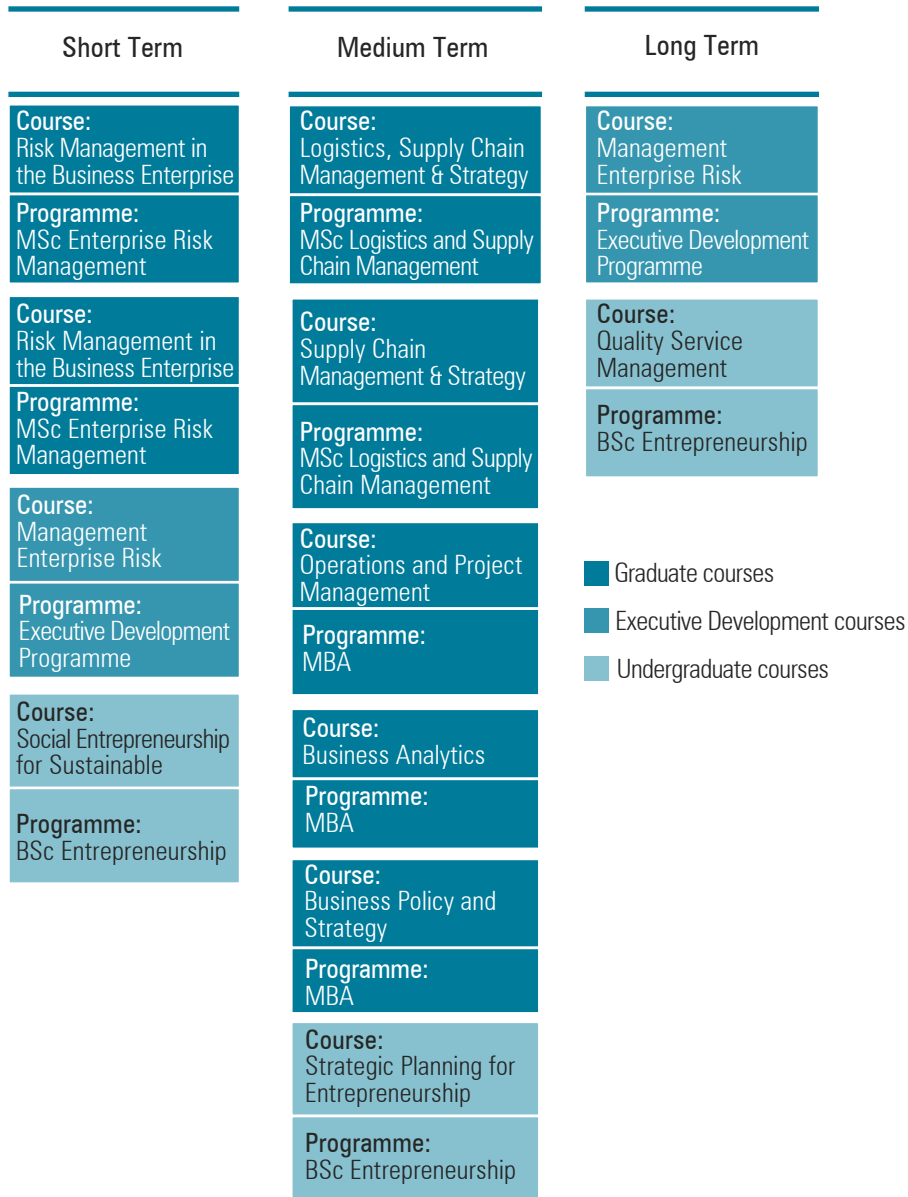 Short Term
Course:
Risk Management in
the Business Enterprise
Programme:
MSc Enterprise Risk
Management
Course:
Risk Management in
the Business Enterprise
Programme:
MSc Enterprise Risk
Management
Course:
Management
Enterprise Risk
Programme:
Executive Development
Programme
Course:
Social Entrepreneurship
for Sustainable
Programme:
BSc Entrepreneurship
Medium Term
Course:
Logistics, Supply Chain
Management & Strategy
Programme:
MSc Logistics and Supply
Chain Management
Course:
Supply Chain
Management & Strategy
Programme:
MSc Logistics and Supply
Chain Management
Course:
Operations and Project
Management
Programme:
MBA
Course:
Business Analytics
Programme:
MBA
Course:
Business Policy and
Strategy
Programme:
MBA
Course:
Strategic Planning for
Entrepreneurship
Programme:
BSc Entrepreneurship
Long Term
Course:
Management
Enterprise Risk
Programme:
Executive Development
Programme
Course:
Quality Service
Management
Programme:
BSc Entrepreneurship
Graduate courses
Executive Development courses
Undergraduate courses